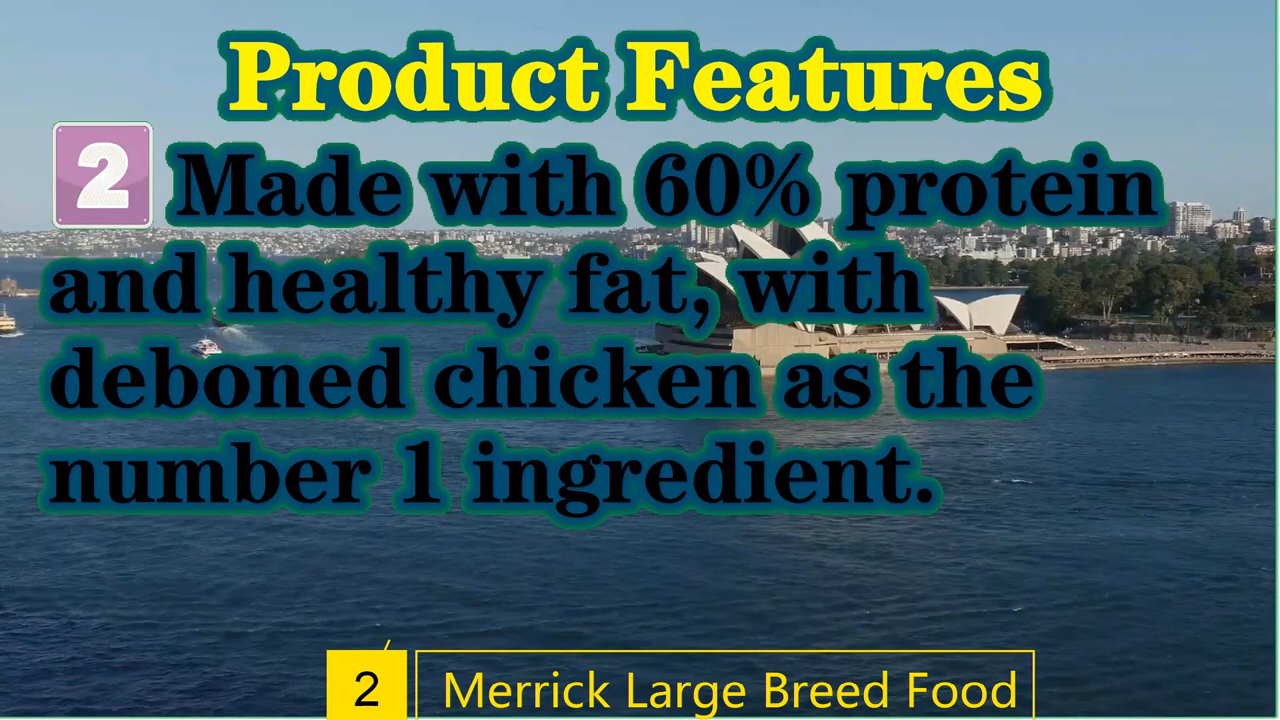 Product Features
2 Made with 60% protein
and healthy fat, with
deboned chicken as the
number 1 ingredient.
2 Merrick Large Breed Food